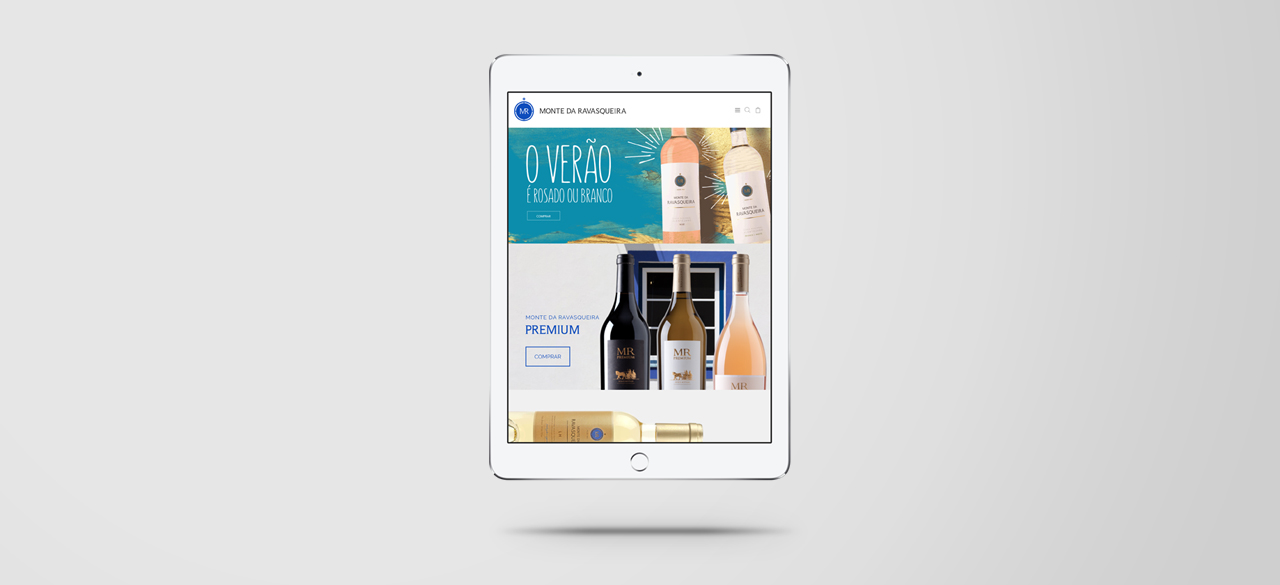 MR
MONTE DA RAVASQUEIRA
O VERÃO
É ROSADO OU BRANCO
COMPRAR
MONTE DA
RAVASQUEIRA
MONTE DA
RAVASQUEIRA
MONTE DA RAVASQUEIRA
PREMIUM
COMPRAR
MR
PREMIUM
MR
PREMIUM
MR
MR